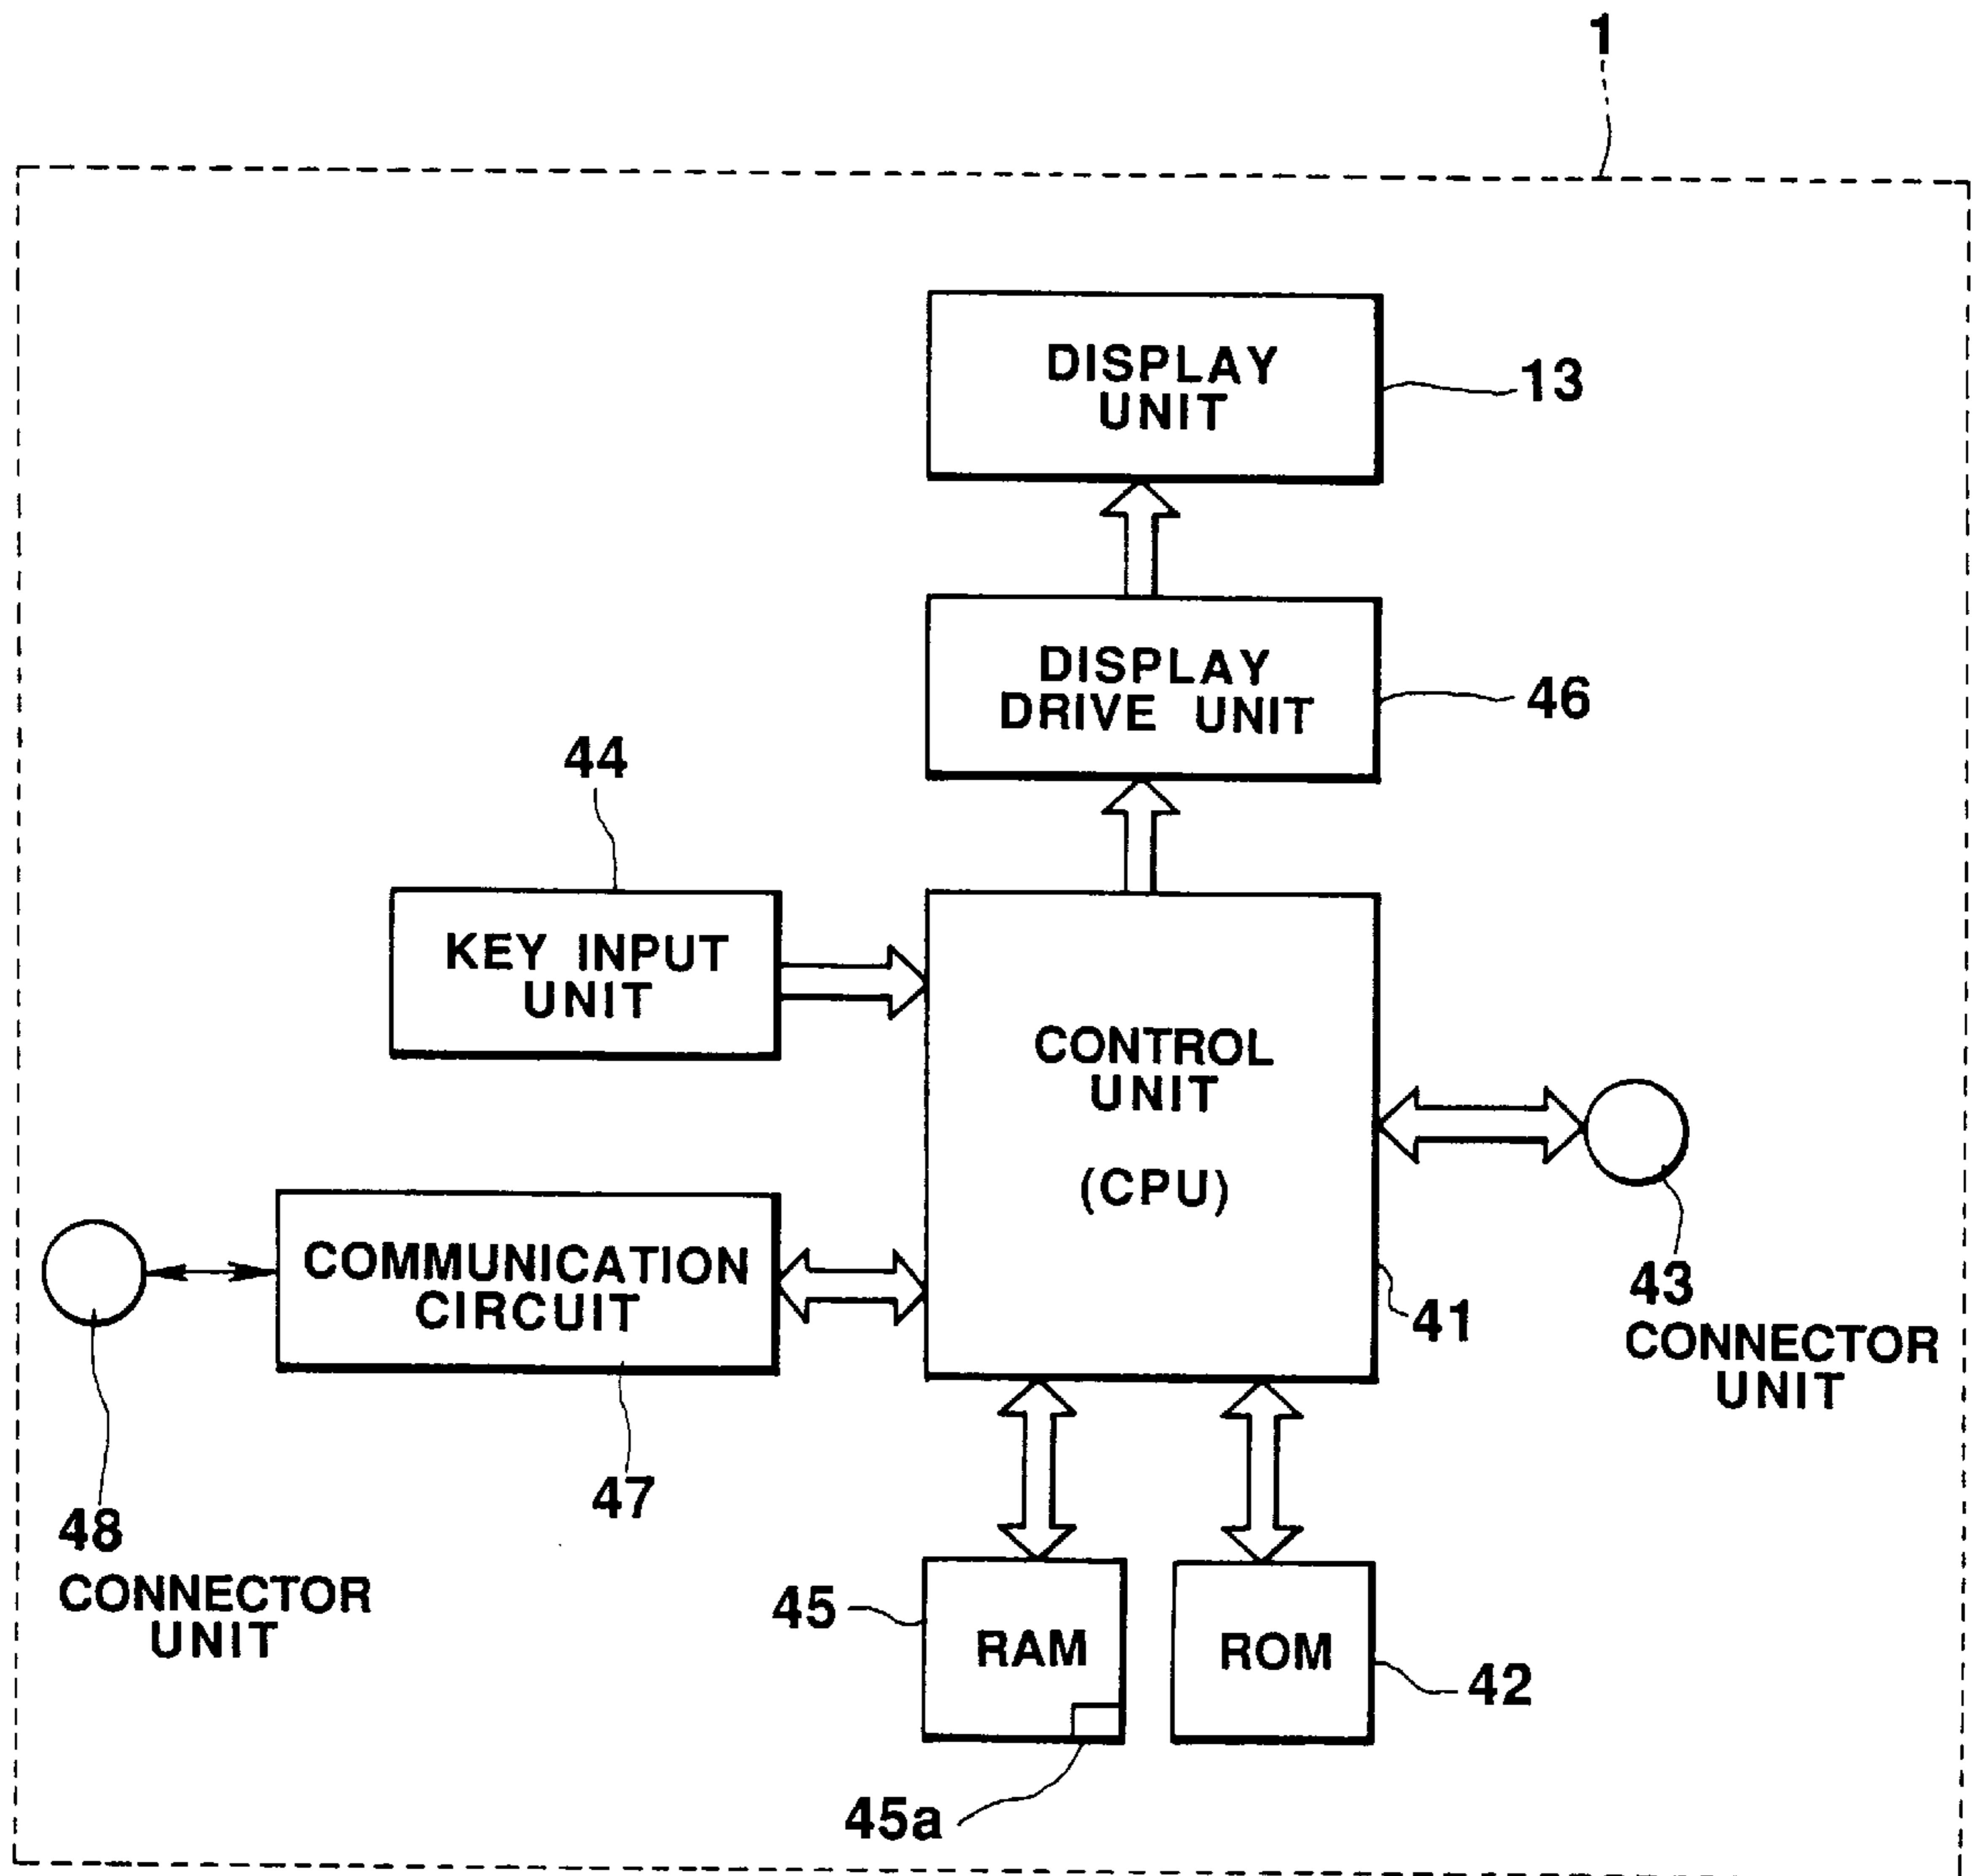 1
DISPLAY
UNIT
13
DISPLAY
DRIVE UNIT
46
44
KEY INPUT
UNIT
CONTROL
UNIT
(CPU)
41
43
CONNECTOR
UNIT
COMMUNICATION
CIRCUIT
47
48
CONNECTOR
UNIT
45
RAM
45a
ROM
42